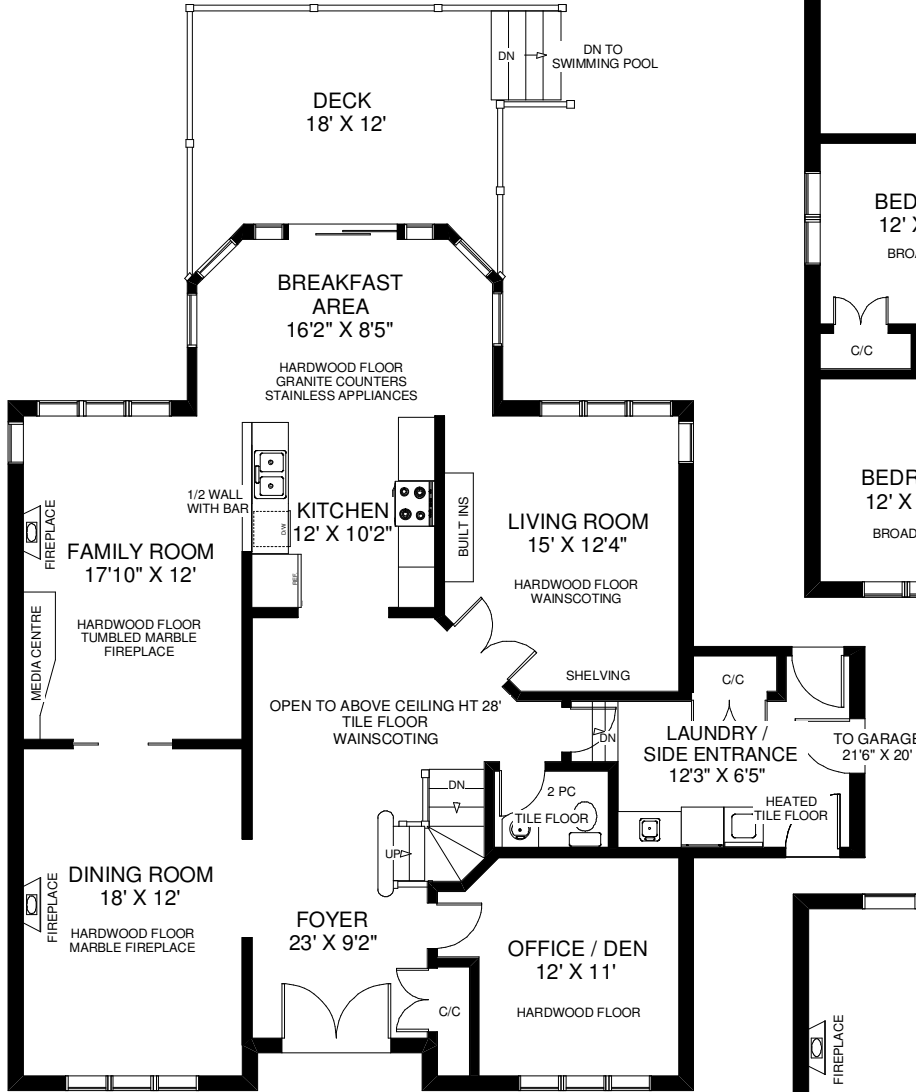 DN
DN TO
SWIMMING POOL
DECK
18' X 12'
BREAKFAST
AREA
16'2" X 8'5"
HARDWOOD FLOOR
GRANITE COUNTERS
STAINLESS APPLIANCES
1/2 WALL
WITH BAR
D/W
REF.
KITCHEN
12' X 10'2"
BUILT INS
LIVING ROOM
15' X 12'4"
HARDWOOD FLOOR
WAINSCOTING
SHELVING
FIREPLACE
FAMILY ROOM
17'10" X 12'
HARDWOOD FLOOR
TUMBLED MARBLE
FIREPLACE
MEDIA CENTRE
OPEN TO ABOVE CEILING HT 28'
TILE FLOOR
WAINSCOTING
C/C
DN
LAUNDRY /
SIDE ENTRANCE
12'3" X 6'5"
HEATED
TILE FLOOR
TO GARAGE
21'6" X 20'
DN
UP
2 PC
TILE FLOOR
FIREPLACE
DINING ROOM
18' X 12'
HARDWOOD FLOOR
MARBLE FIREPLACE
FOYER
23' X 9'2"
C/C
OFFICE / DEN
12' X 11'
HARDWOOD FLOOR
BED
12' X
BROA
C/C
BEDR
12' X
BROAD
FIREPLACE